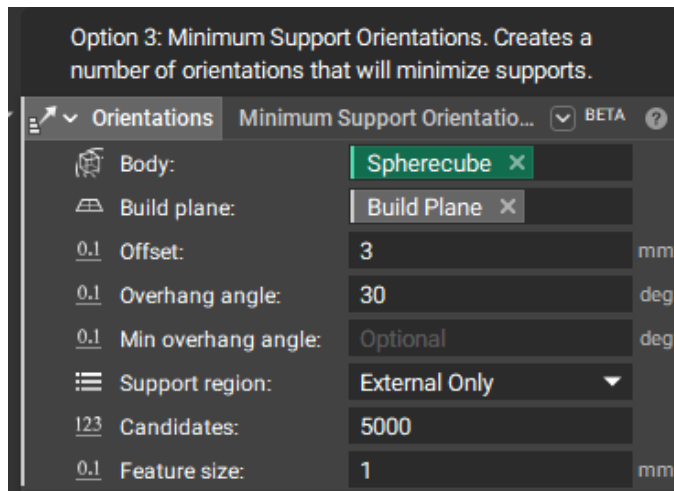 Option 3: Minimum Support Orientations. Creates a
number of orientations that will minimize supports.
Orientations Minimum Support Orientatio... BETA ?
Body: Spherecube ×
Build plane: Build Plane ×
0.1 Offset: 3 mm
0.1 Overhang angle: 30 deg
0.1 Min overhang angle: Optional deg
Support region: External Only
123 Candidates: 5000
0.1 Feature size: 1 mm